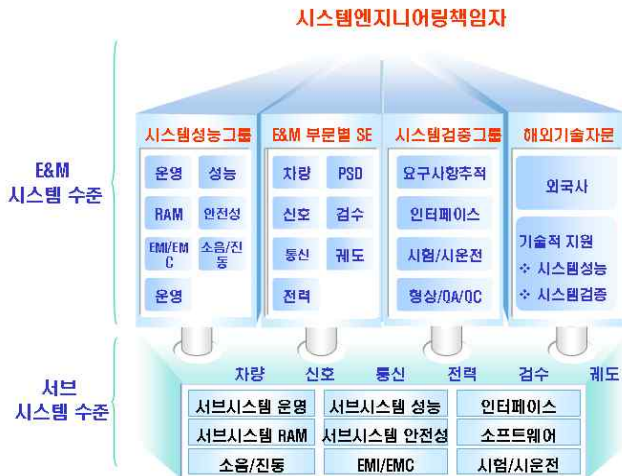 시스템엔지니어링책임자
E&M
시스템 수준
시스템성능그룹
운영 성능
RAM 안전성
EMI/EM
C
소음/진
동
운영
E&M 부문별 SE
차량 PSD
신호 검수
통신 궤도
전력
시스템검증그룹
요구사항추적
인터페이스
시험/시운전
형상/QA/QC
해외기술자문
외국사
기술적 지원
❖ 시스템성능
❖ 시스템검증
서브
시스템 수준
차량 신호 통신 전력 검수 궤도
서브시스템 운영 서브시스템 성능 인터페이스
서브시스템 RAM 서브시스템 안전성 소프트웨어
소음/진동 EMI/EMC 시험/시운전